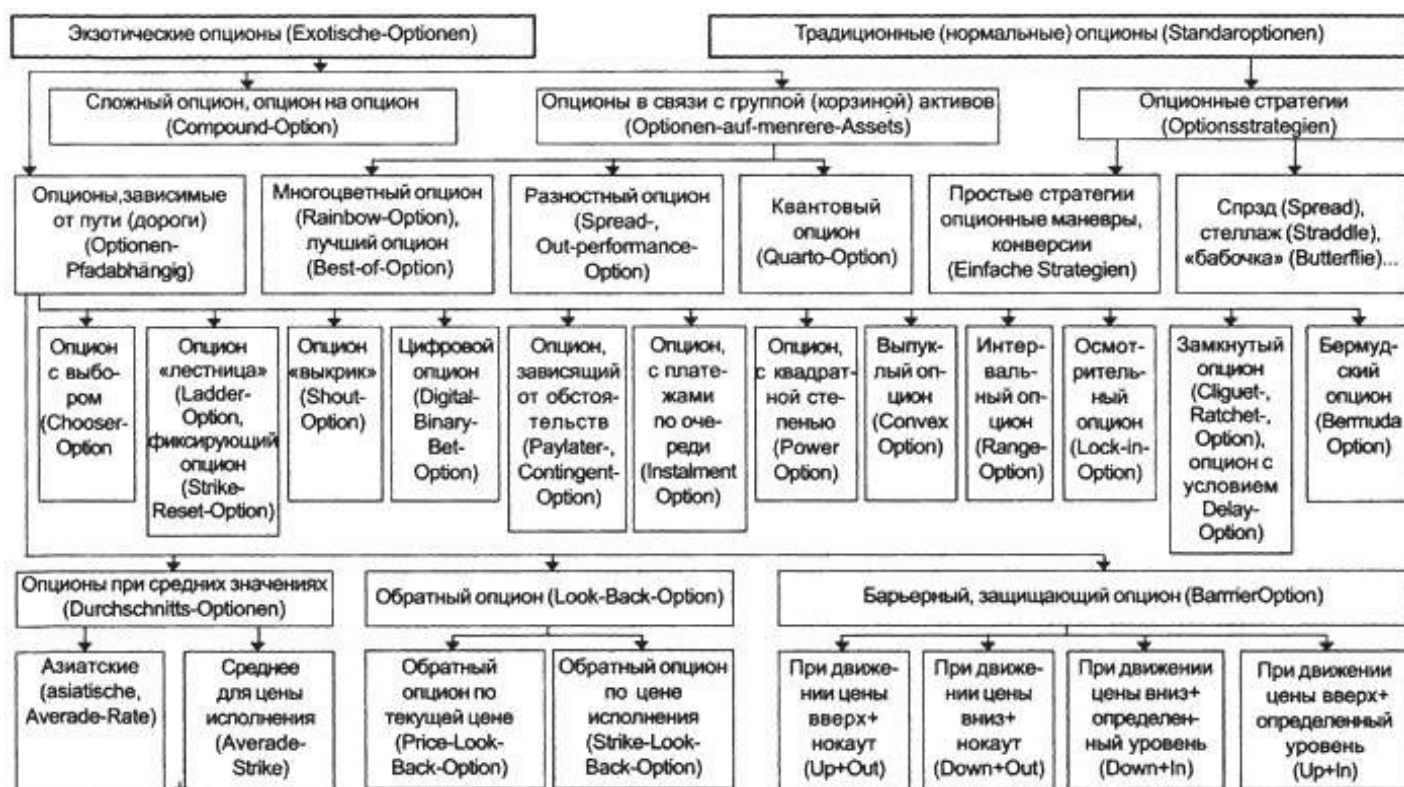 Экзотические опционы (Exotische-Optionen)
Традиционные (нормальные) опционы (Standaroptionen)
Сложный опцион, опцион на опцион
(Compound-Option)
Опционы в связи с группой (корзиной) активов
(Optionen-auf-menrere-Assets)
Опционные стратегии
(Optionsstrategien)
Опционы,зависимые
от пути (дороги)
(Optionen-
Pfadabhängig)
Многоцветный опцион
(Rainbow-Option),
лучший опцион
(Best-of-Option)
Разностный опцион
(Spread-,
Out-performance-
Option)
Квантовый
опцион
(Quarto-Option)
Простые стратегии
опционные маневры,
конверсии
(Einfache Strategien)
Спрэд (Spread),
стеллаж (Straddle),
«бабочка» (Butterflie)...
Опцион
с выбо-
ром
(Chooser-
Option
Опцион
«лестница»
(Ladder-
Option,
фиксирующий
опцион
(Strike-
Reset-Option)
Опцион
«выкрик»
(Shout-
Option)
Цифровой
опцион
(Digital-
Binary-
Bet-
Option)
Опцион,
зависящий
от обстоя-
тельств
(Paylater-,
Contingent-
Option)
Опцион,
с плате-
жами
по оче-
реди
(Instalment
Option)
Опцион,
с квадрат-
ной сте-
пенью
(Power
Option)
Выпук-
лый оп-
цион
(Convex
Option)
Интер-
валь-
ный оп-
цион
(Range-
Option)
Осмот-
ритель-
ный
опцион
(Lock-in-
Option)
Замкнутый
опцион
(Cliguet-,
Ratchet-,
Option),
опцион с
условием
Delay-
Option)
Бермуд-
ский
опцион
(Bermuda
Option)
Опционы при средних значениях
(Durchschnitts-Optionen)
Обратный опцион (Look-Back-Option)
Барьерный, защищающий опцион (BarrierOption)
Азиатские
(asiatische,
Averade-Rate)
Среднее
для цены
исполнения
(Averade-
Strike)
Обратный
опцион по
текущей цене
(Price-Look-
Back-Option)
Обратный опцион
по цене
исполнения
(Strike-Look-
Back-Option)
При движе-
нии цены
вверх+
нокаут
(Up+Out)
При движе-
нии цены
вниз+
нокаут
(Down+Out)
При движении
цены вниз+
определен-
ный уровень
(Down+In)
При движении
цены вверх+
определенный
уровень
(Up+In)